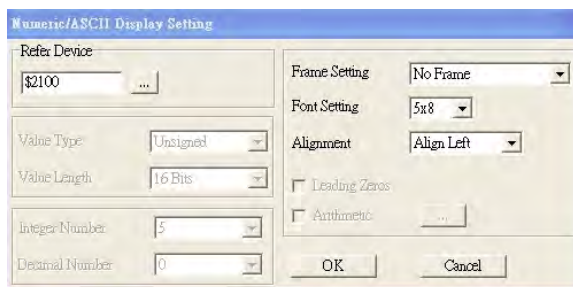 Numeric/ASCII Display Setting
Refer Device
$2100
...
Value Type
Unsigned
Value Length
16 Bits
Integer Number
5
Decimal Number
0
Frame Setting
No Frame
Font Setting
5x8
Alignment
Align Left
Leading Zeros
Arithmetic
...
OK
Cancel